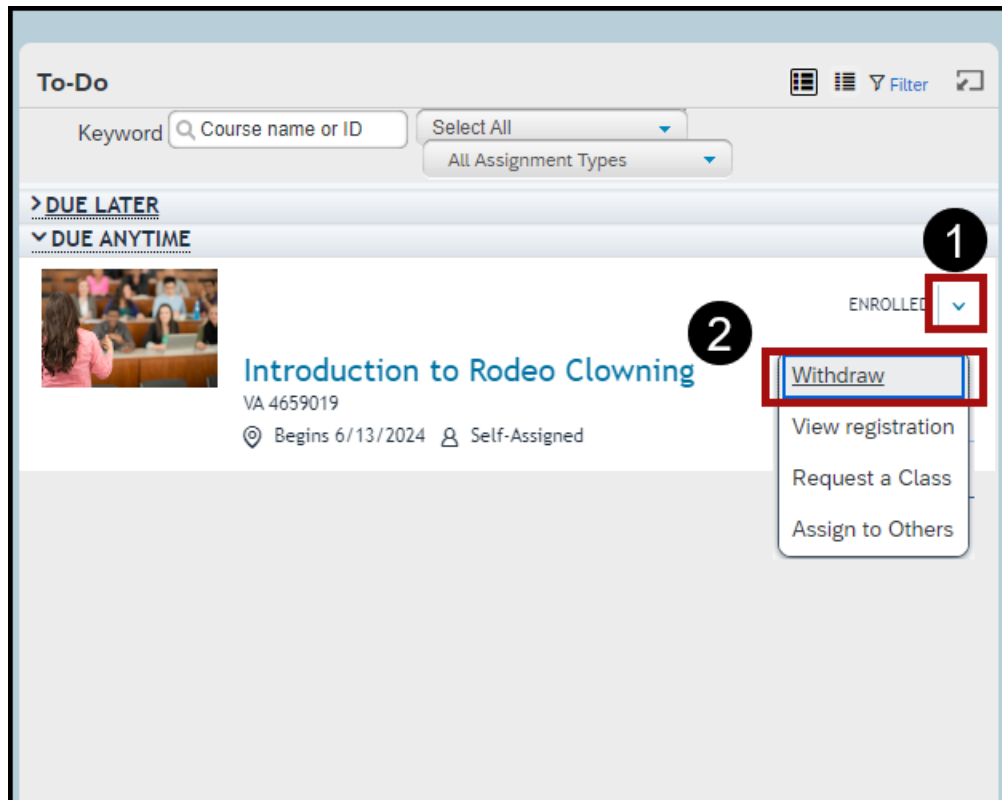 To-Do
Filter
Keyword
Course name or ID
Select All
All Assignment Types
DUE LATER
DUE ANYTIME
1
ENROLLED
2
Introduction to Rodeo Clowning
VA 4659019
Begins 6/13/2024 Self-Assigned
Withdraw
View registration
Request a Class
Assign to Others